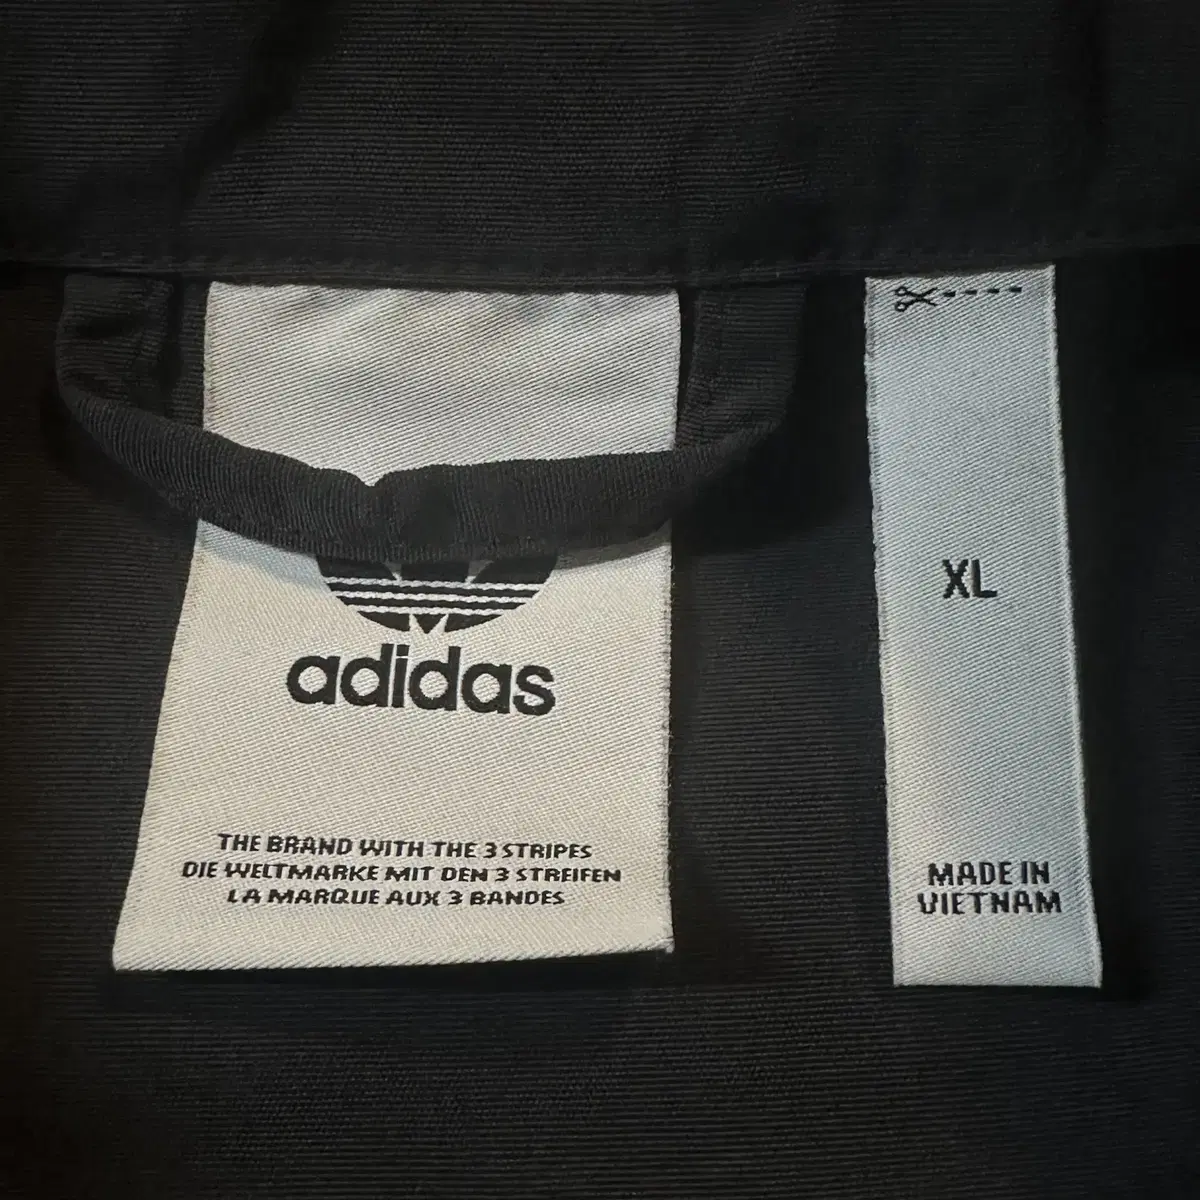 adidas
THE BRAND WITH THE 3 STRIPES
DIE WELTMARKE MIT DEN 3 STREIFEN
LA MARQUE AUX 3 BANDES
XL
MADE IN
VIETNAM